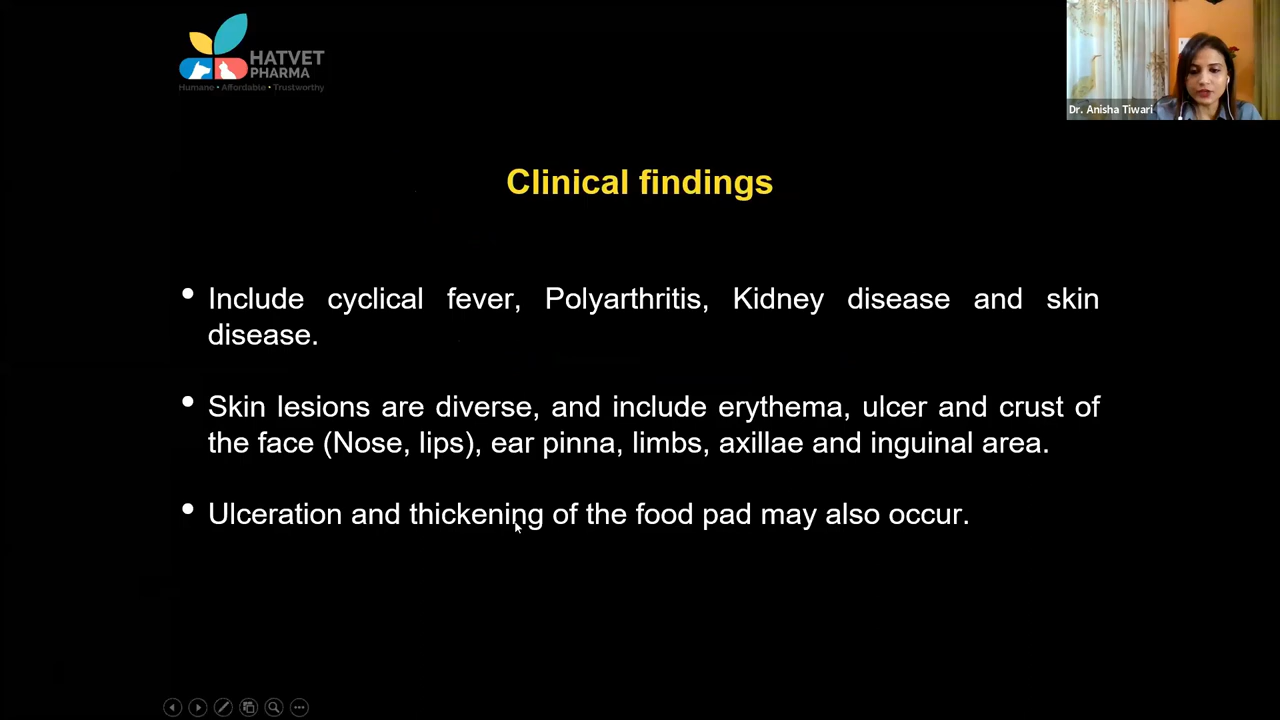 HATVET
PHARMA
Humane • Affordable • Trustworthy
Dr. Anisha Tiwari
Clinical findings
• Include cyclical fever, Polyarthritis, Kidney disease and skin
disease.
• Skin lesions are diverse, and include erythema, ulcer and crust of
the face (Nose, lips), ear pinna, limbs, axillae and inguinal area.
• Ulceration and thickening of the food pad may also occur.